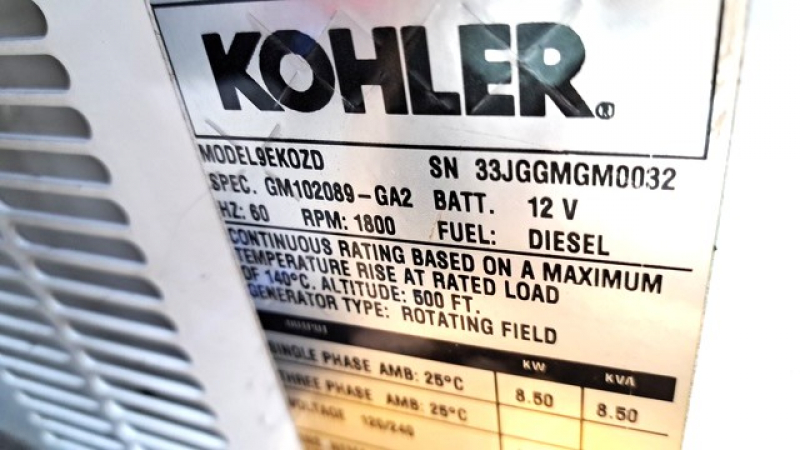 KOHLER®
MODEL 9EKOZD SN 33JGGMGM0032
SPEC. GM102089-GA2 BATT. 12 V
HZ: 60 RPM: 1800 FUEL: DIESEL
CONTINUOUS RATING BASED ON A MAXIMUM
TEMPERATURE RISE AT RATED LOAD
OF 140°C. ALTITUDE: 500 FT.
GENERATOR TYPE: ROTATING FIELD
KW KVA
SINGLE PHASE AMB: 25°C 8.50 8.50
THREE PHASE AMB: 25°C
VOLTAGE 120/240